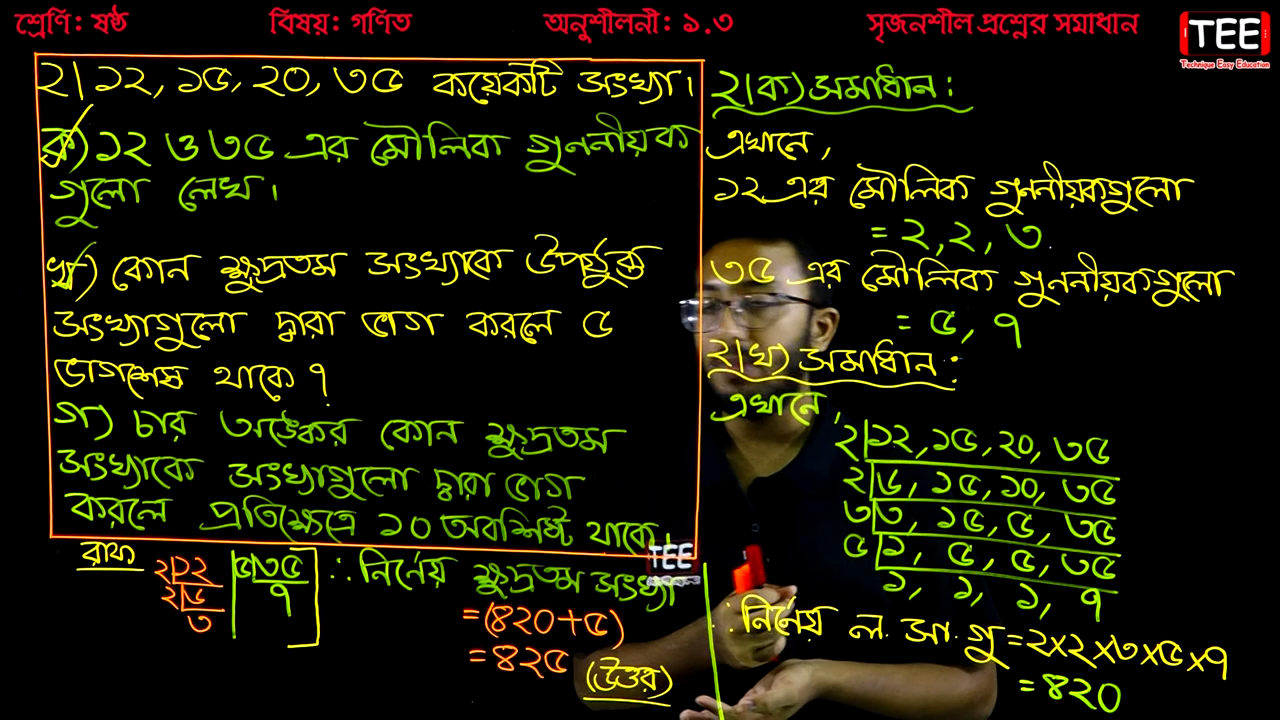 শ্রেণি: ষষ্ঠ
বিষয়: গণিত
অনুশীলনী: ১.৩
সৃজনশীল প্রশ্নের সমাধান
TEE
Technique Easy Education
২। ১২, ১৫, ২০, ৩৫ কয়েকটি সংখ্যা।
ক) ১২ ও ৩৫ এর মৌলিক গুননীয়ক
গুলো লেখ।
খ) কোন ক্ষুদ্রতম সংখ্যাকে উপর্যুক্ত
সংখ্যাগুলো দ্বারা ভাগ করলে ৫
ভাগশেষ থাকে ?
গ) চার অঙ্কের কোন ক্ষুদ্রতম
সংখ্যাকে সংখ্যাগুলো দ্বারা ভাগ
করলে প্রতিক্ষেত্রে ১০ অবশিষ্ট থাকে।
রাফ
২|১২
২|৬
৩
৫|৩৫
৭
∴ নির্ণেয় ক্ষুদ্রতম সংখ্যা
= (৪২০+৫)
= ৪২৫
(উত্তর)
TEE
২।ক) সমাধান:
এখানে,
১২ এর মৌলিক গুননীয়কগুলো
= ২, ২, ৩
৩৫ এর মৌলিক গুননীয়কগুলো
= ৫, ৭
২।খ) সমাধান:
এখানে,
২|১২, ১৫, ২০, ৩৫
২|৬, ১৫, ১০, ৩৫
৩|৩, ১৫, ৫, ৩৫
৫|১, ৫, ৫, ৩৫
১, ১, ১, ৭
∴ নির্ণেয় ল. সা. গু = ২×২×৩×৫×৭
= ৪২০